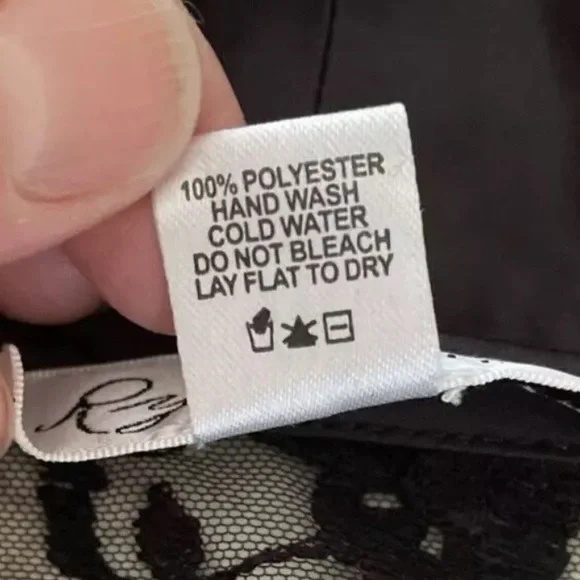 100% POLYESTER
HAND WASH
COLD WATER
DO NOT BLEACH
LAY FLAT TO DRY